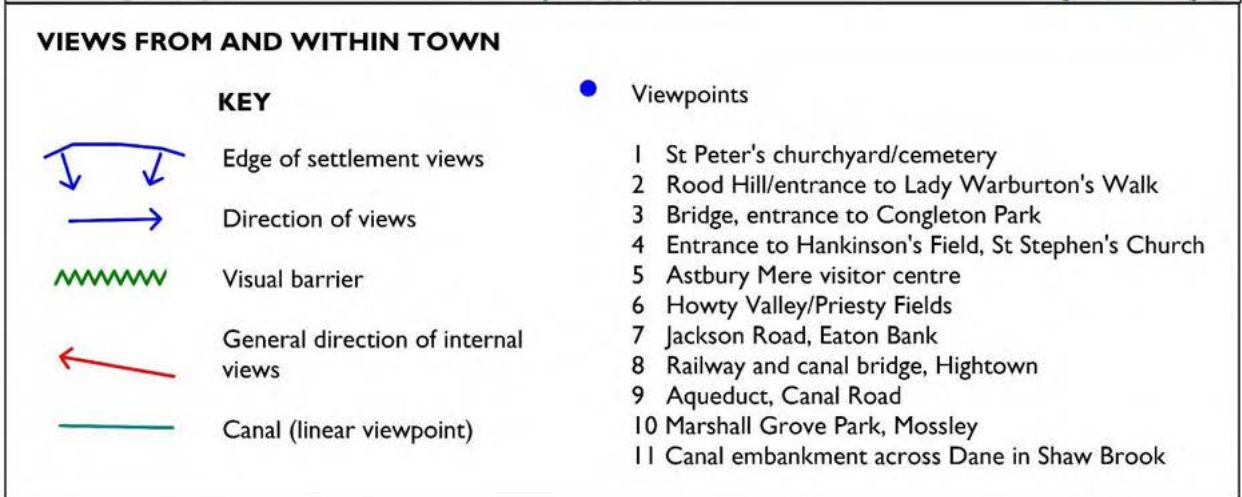 VIEWS FROM AND WITHIN TOWN
KEY
Edge of settlement views
Direction of views
Visual barrier
General direction of internal
views
Canal (linear viewpoint)
Viewpoints
1 St Peter's churchyard/cemetery
2 Rood Hill/entrance to Lady Warburton's Walk
3 Bridge, entrance to Congleton Park
4 Entrance to Hankinson's Field, St Stephen's Church
5 Astbury Mere visitor centre
6 Howty Valley/Priesty Fields
7 Jackson Road, Eaton Bank
8 Railway and canal bridge, Hightown
9 Aqueduct, Canal Road
10 Marshall Grove Park, Mossley
11 Canal embankment across Dane in Shaw Brook